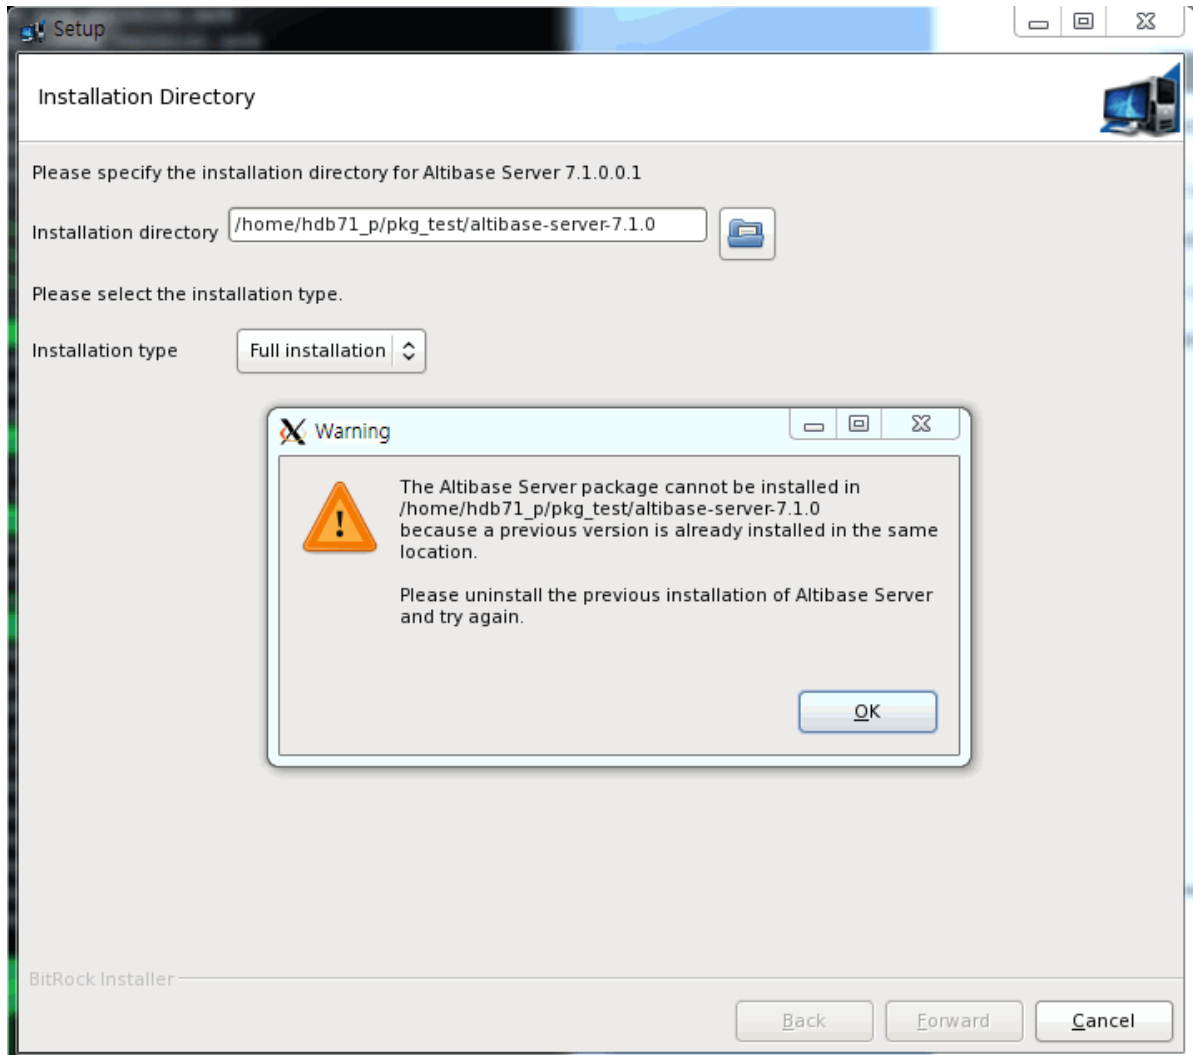 Setup
Installation Directory
Please specify the installation directory for Altibase Server 7.1.0.0.1
Installation directory /home/hdb71_p/pkg_test/altibase-server-7.1.0
Please select the installation type.
Installation type Full installation
Warning
The Altibase Server package cannot be installed in
/home/hdb71_p/pkg_test/altibase-server-7.1.0
because a previous version is already installed in the same
location.
Please uninstall the previous installation of Altibase Server
and try again.
OK
BitRock Installer
Back Forward Cancel